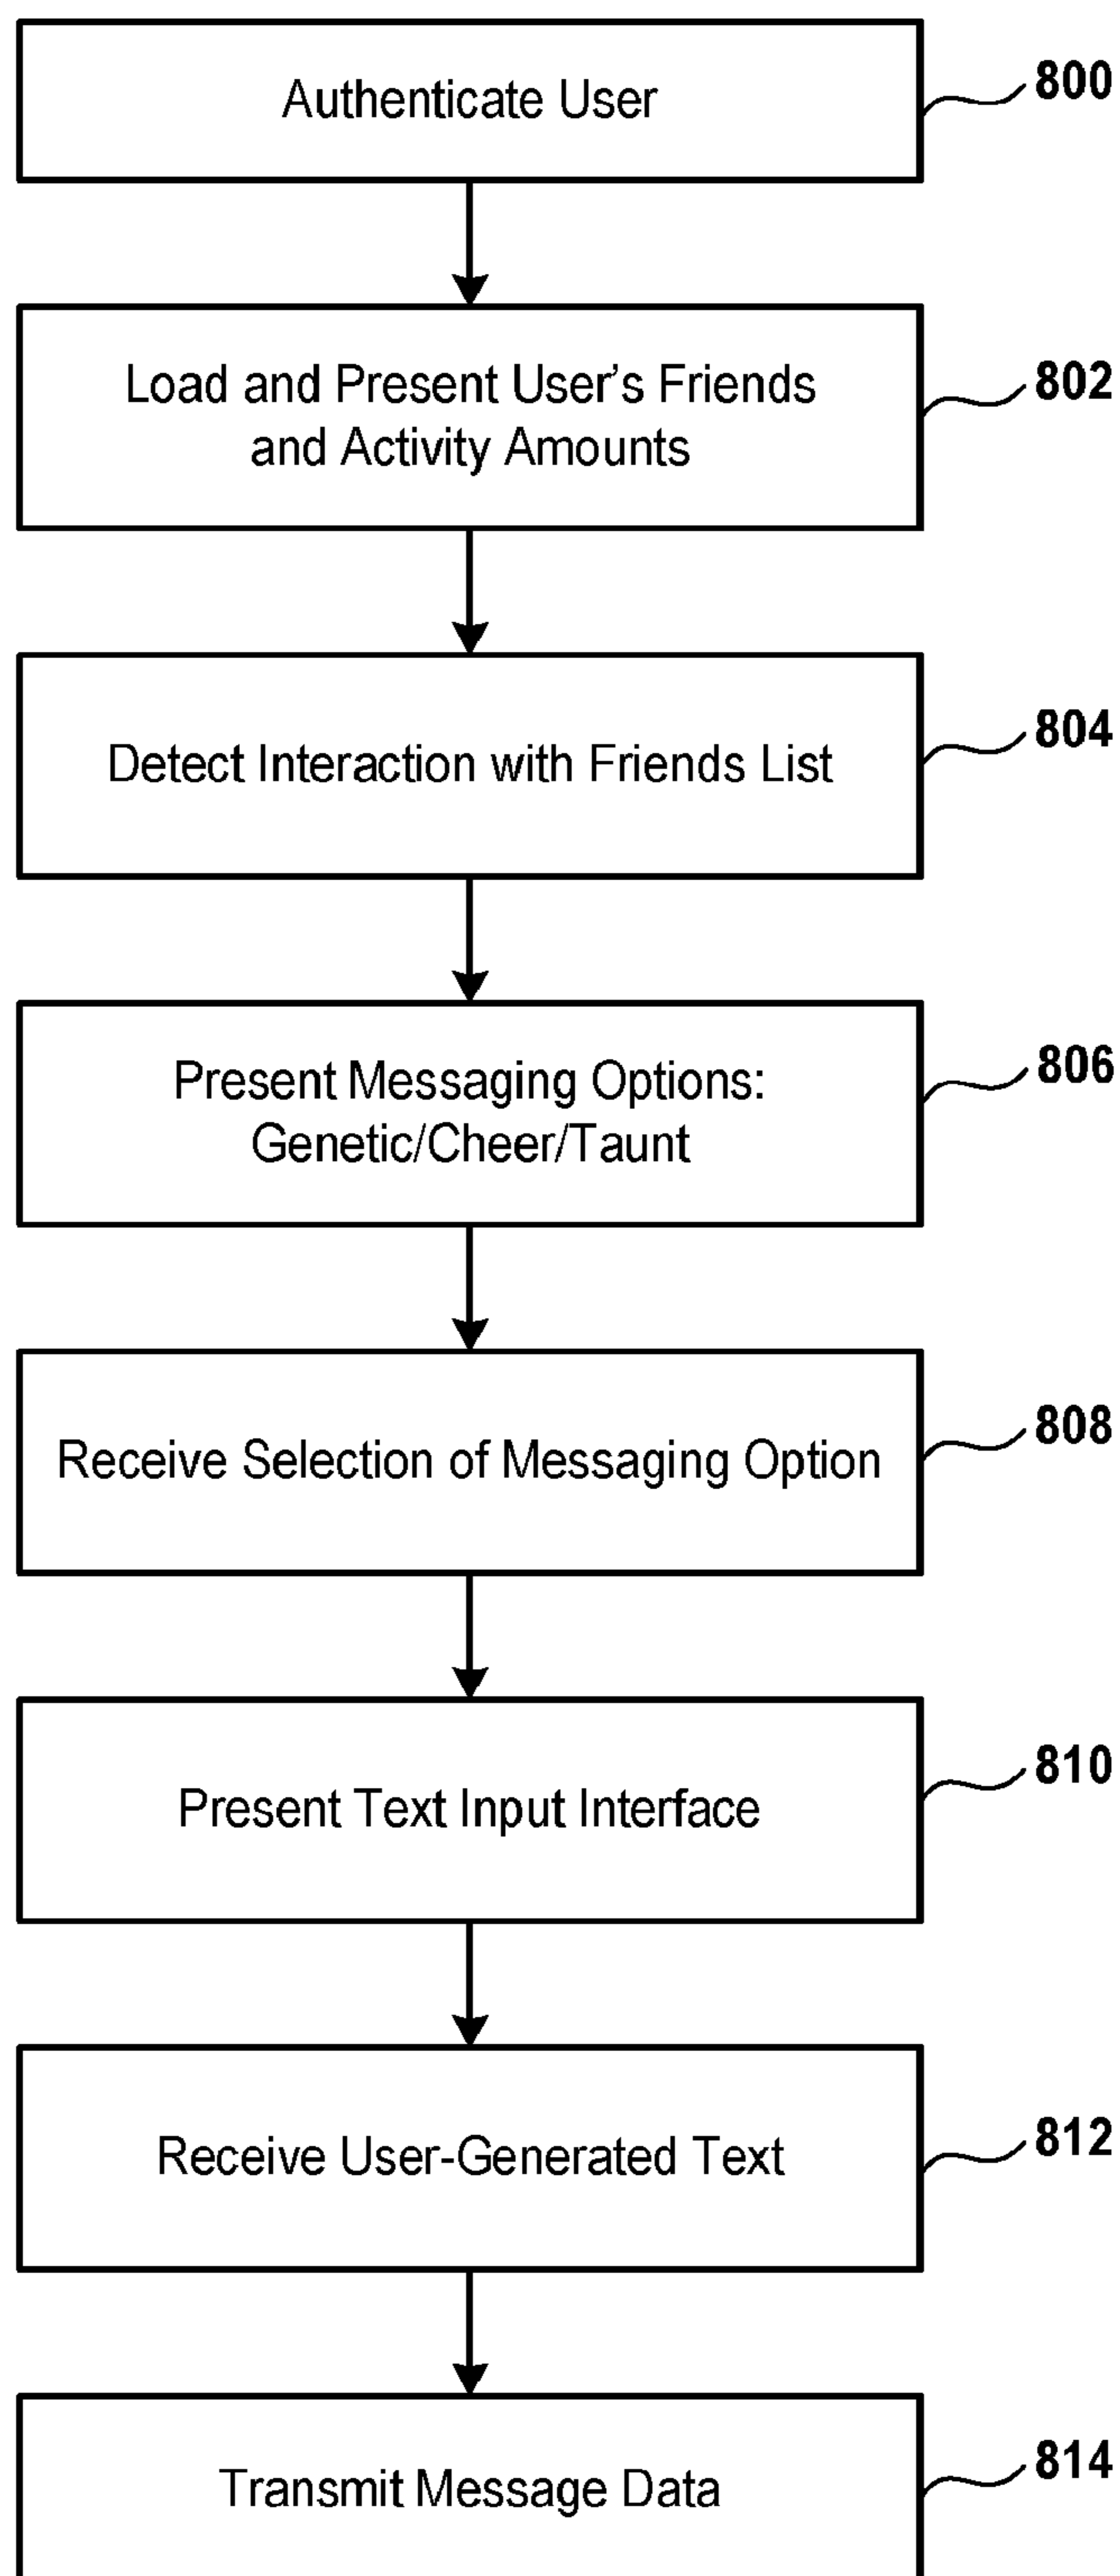 Authenticate User
800
Load and Present User's Friends
and Activity Amounts
802
Detect Interaction with Friends List
804
Present Messaging Options:
Genetic/Cheer/Taunt
806
Receive Selection of Messaging Option
808
Present Text Input Interface
810
Receive User-Generated Text
812
Transmit Message Data
814